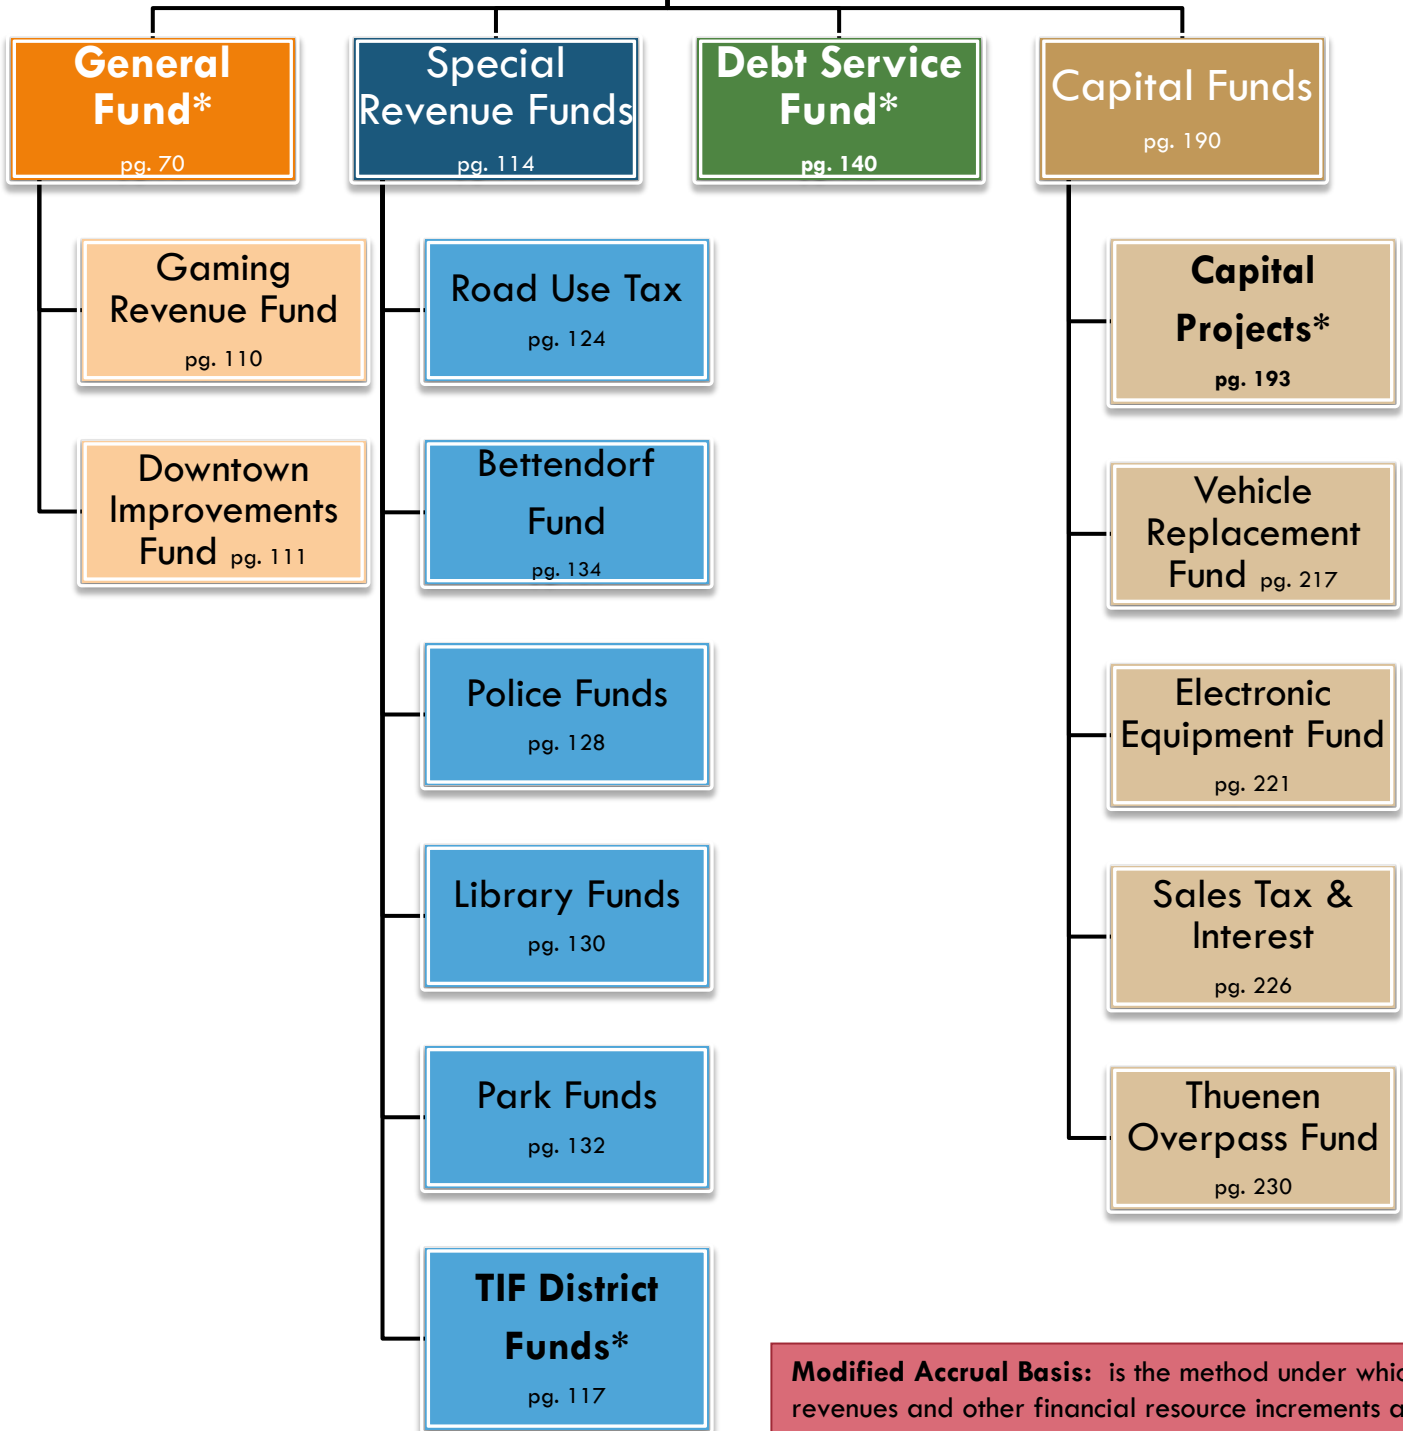 General
Fund*
pg. 70
Special
Revenue Funds
pg. 114
Debt Service
Fund*
pg. 140
Capital Funds
pg. 190
Gaming
Revenue Fund
pg. 110
Downtown
Improvements
Fund pg. 111
Road Use Tax
pg. 124
Bettendorf
Fund
pg. 134
Police Funds
pg. 128
Library Funds
pg. 130
Park Funds
pg. 132
TIF District
Funds*
pg. 117
Capital
Projects*
pg. 193
Vehicle
Replacement
Fund pg. 217
Electronic
Equipment Fund
pg. 221
Sales Tax &
Interest
pg. 226
Thuenen
Overpass Fund
pg. 230
Modified Accrual Basis: is the method under
revenues and other financial resource increments